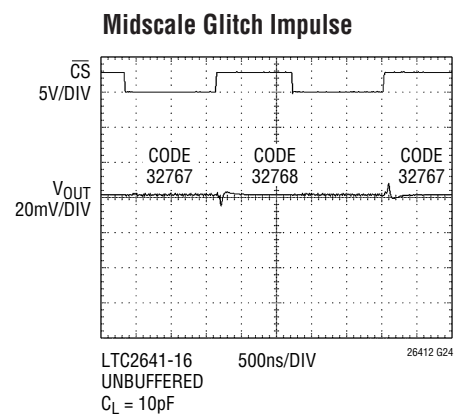 Midscale Glitch Impulse
CS
5V/DIV
CODE
32767
CODE
32768
CODE
32767
VOUT
20mV/DIV
LTC2641-16
500ns/DIV
26412 G24
UNBUFFERED
CL = 10pF